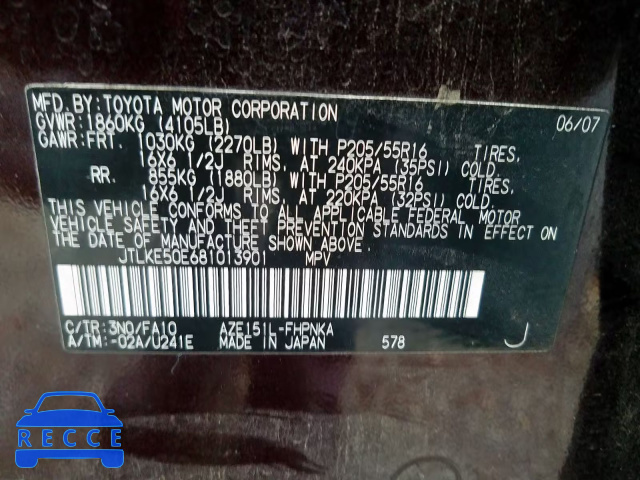 MFD.BY:TOYOTA MOTOR CORPORATION 06/07
GVWR:1860KG (4105LB)
GAWR:FRT. 1030KG (2270LB) WITH P205/55R16 TIRES,
16X6 1/2J RIMS, AT 240KPA (35PSI) COLD.
RR. 855KG (1880LB) WITH P205/55R16 TIRES,
16X6 1/2J RIMS, AT 220KPA (32PSI) COLD.
THIS VEHICLE CONFORMS TO ALL APPLICABLE FEDERAL MOTOR
VEHICLE SAFETY AND THEFT PREVENTION STANDARDS IN EFFECT ON
THE DATE OF MANUFACTURE SHOWN ABOVE.
JTLKE50E681013901 MPV
C/TR:3N0/FA10 AZE151L-FHPNKA
A/TM:-02A/U241E MADE IN JAPAN 578 J
RECCE